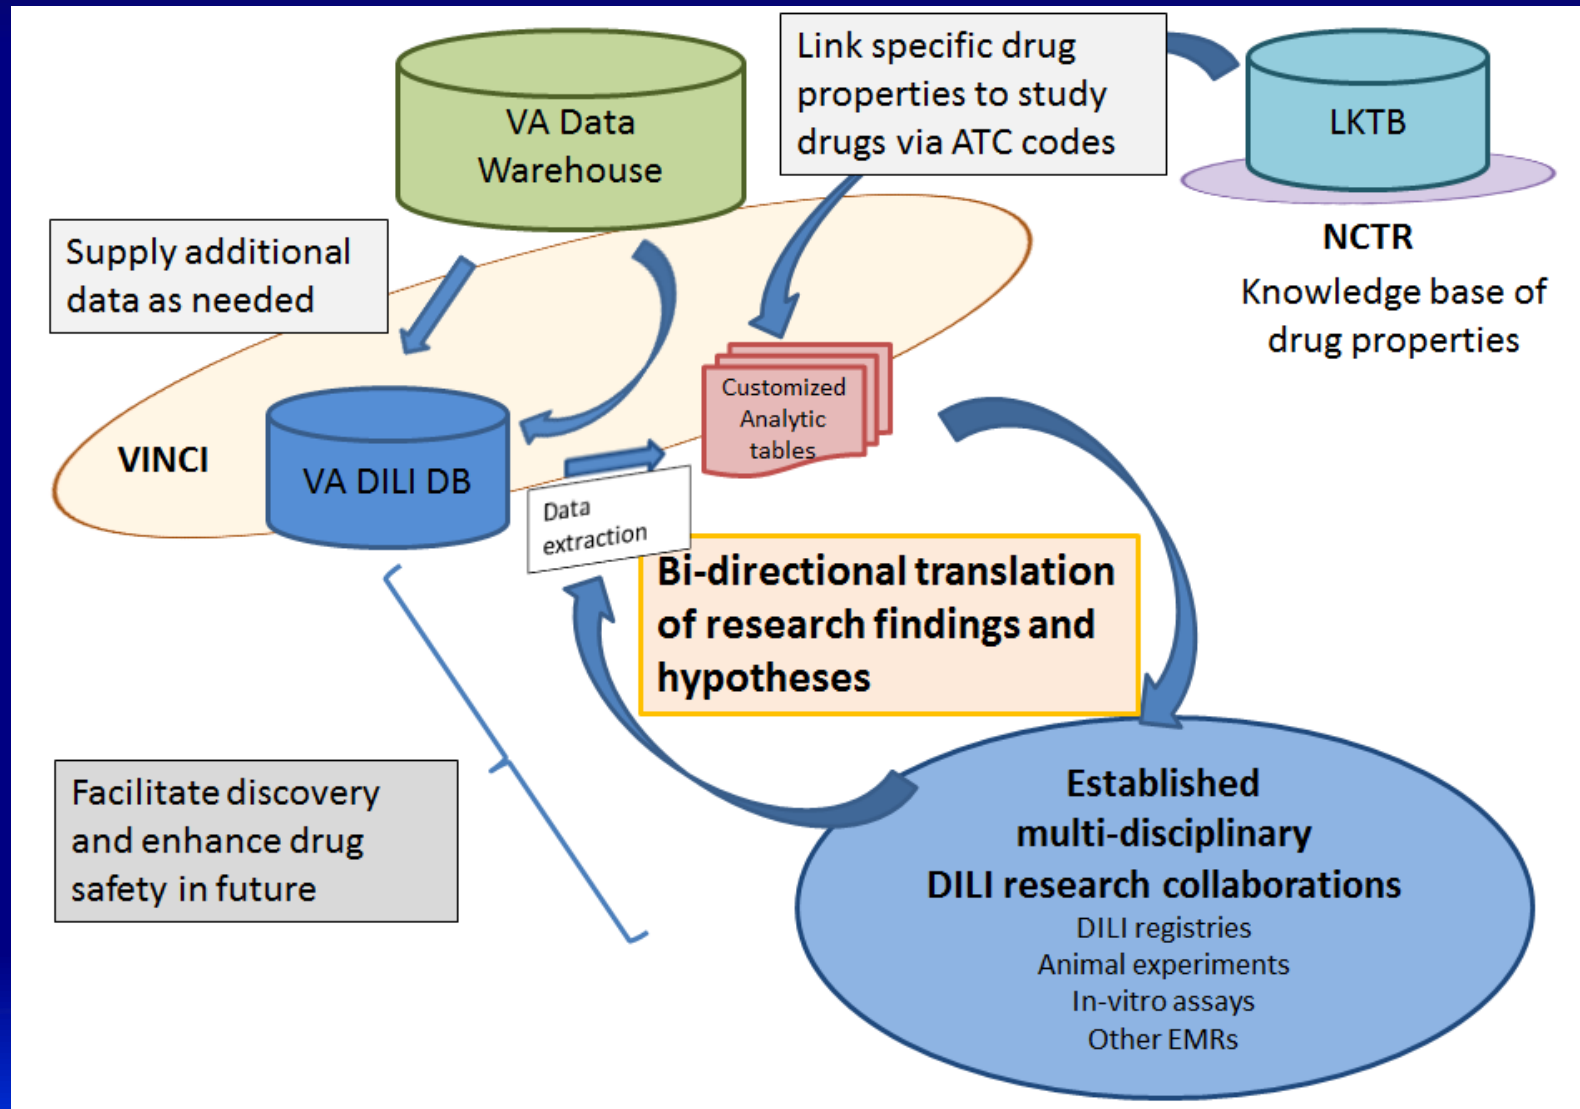 VA Data
Warehouse
Link specific drug
properties to study
drugs via ATC codes
LKTB
NCTR
Knowledge base of
drug properties
Supply additional
data as needed
VINCI
VA DILI DB
Customized
Analytic
tables
Data
extraction
Bi-directional translation
of research findings and
hypotheses
Facilitate discovery
and enhance drug
safety in future
Established
multi-disciplinary
DILI research collaborations
DILI registries
Animal experiments
In-vitro assays
Other EMRs